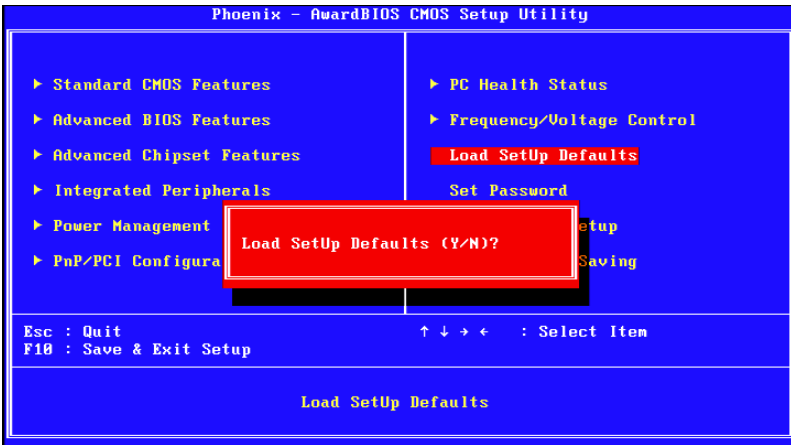 Phoenix - AwardBIOS CMOS Setup Utility
Standard CMOS Features
Advanced BIOS Features
Advanced Chipset Features
Integrated Peripherals
Power Management
PnP/PCI Configura
PC Health Status
Frequency/Voltage Control
Load SetUp Defaults
Set Password
etup
Saving
Load SetUp Defaults (Y/N)?
Esc : Quit
F10 : Save & Exit Setup
↑ ↓ → ← : Select Item
Load SetUp Defaults